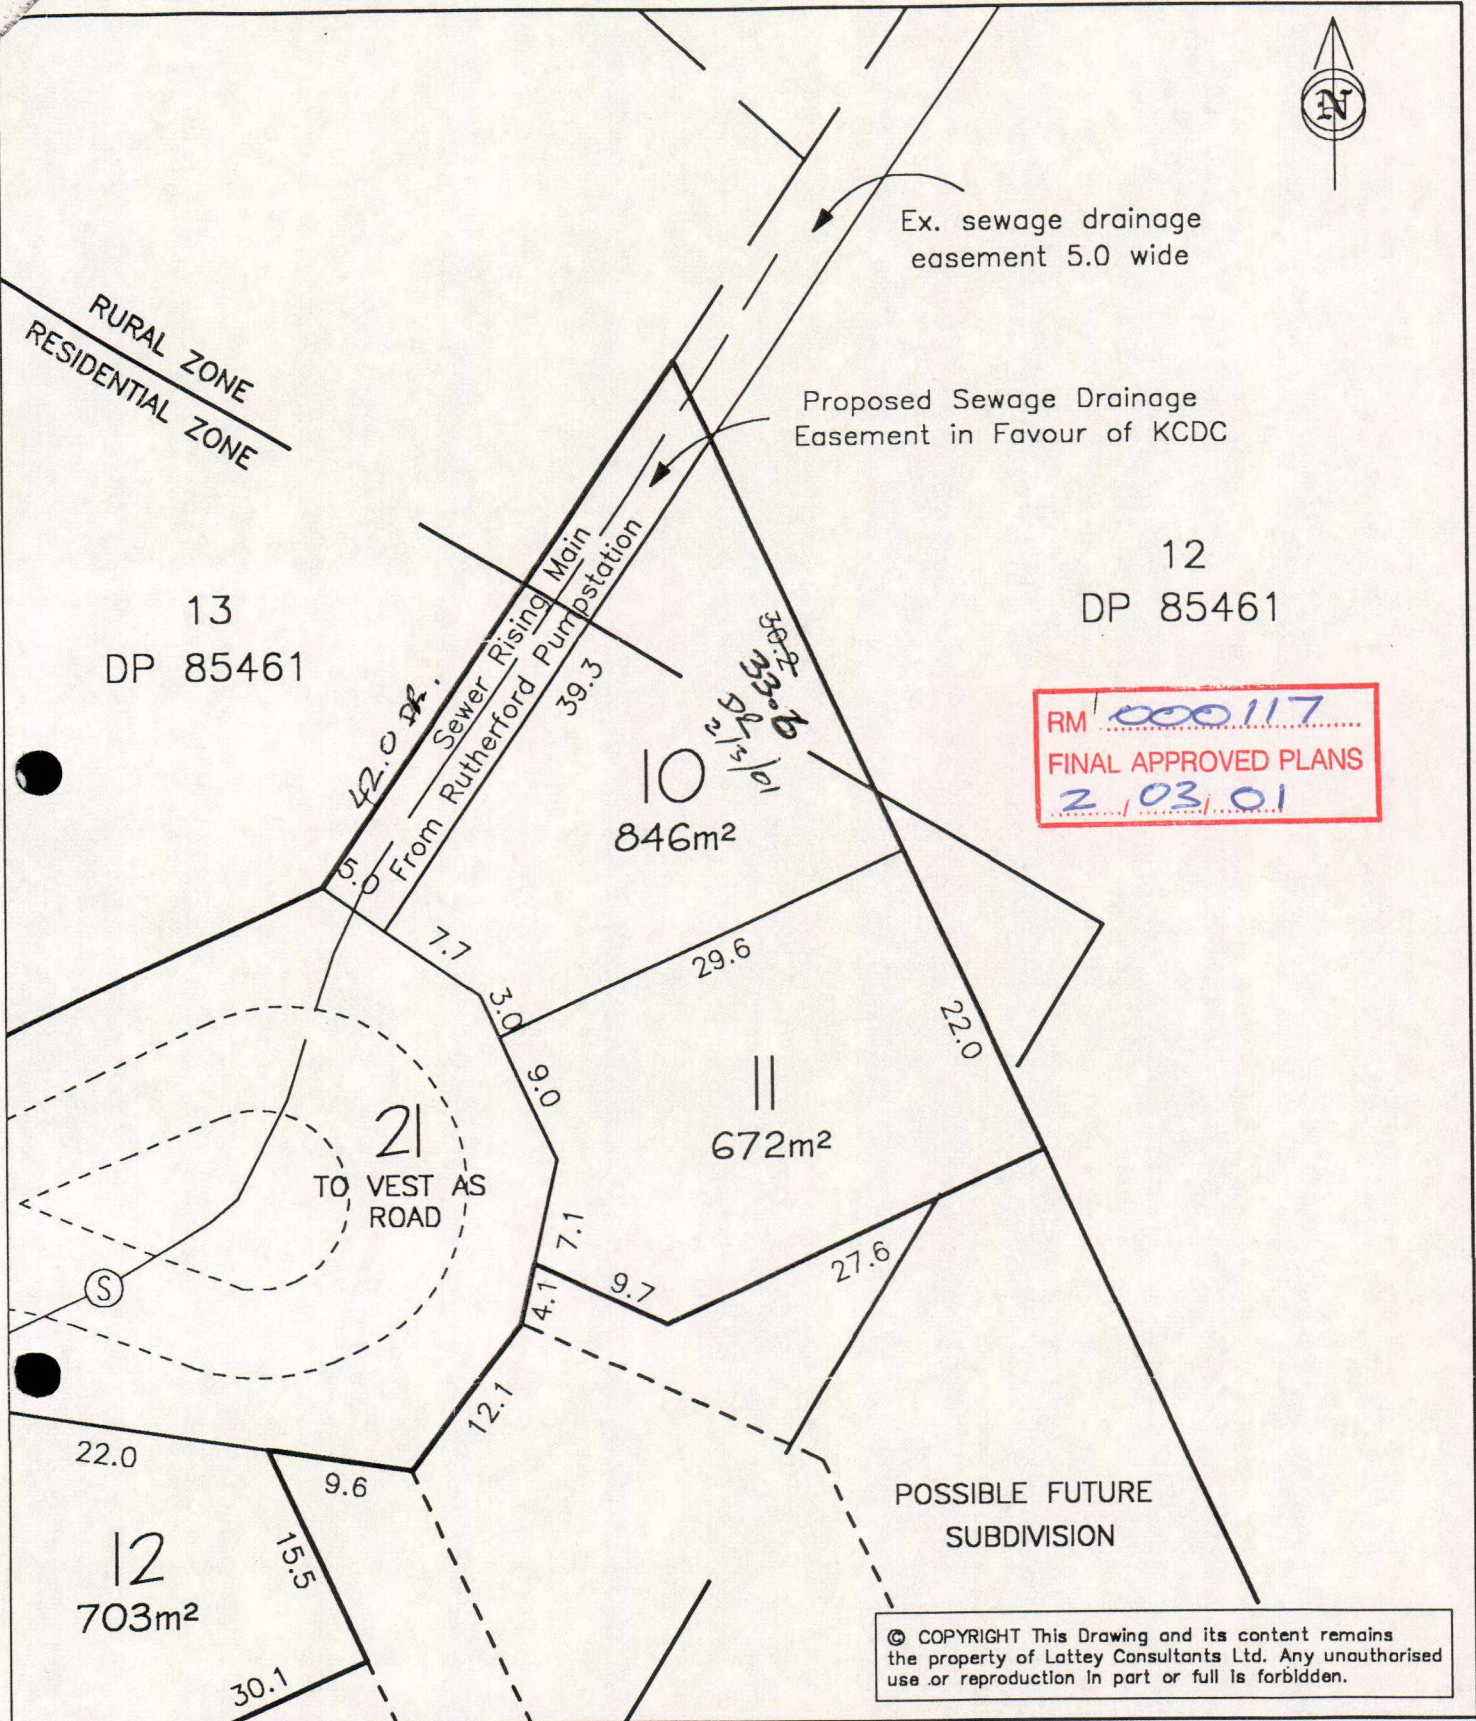 N
Ex. sewage drainage
easement 5.0 wide
RURAL ZONE
RESIDENTIAL ZONE
Proposed Sewage Drainage
Easement in Favour of KCDC
12
DP 85461
13
DP 85461
Sewer Rising Main
From Rutherford Pumpstation
42.0
39.3
30.2
33.6
2/3/01
RM 000117
FINAL APPROVED PLANS
2 / 03 / 01
10
846m²
5.0
7.7
29.6
3.0
22.0
9.0
11
672m²
21
TO VEST AS
ROAD
7.1
27.6
S
9.7
4.1
12.1
22.0
9.6
POSSIBLE FUTURE
SUBDIVISION
15.5
12
703m²
30.1
© COPYRIGHT This Drawing and its content remains
the property of Lattey Consultants Ltd. Any unauthorised
use or reproduction in part or full is forbidden.